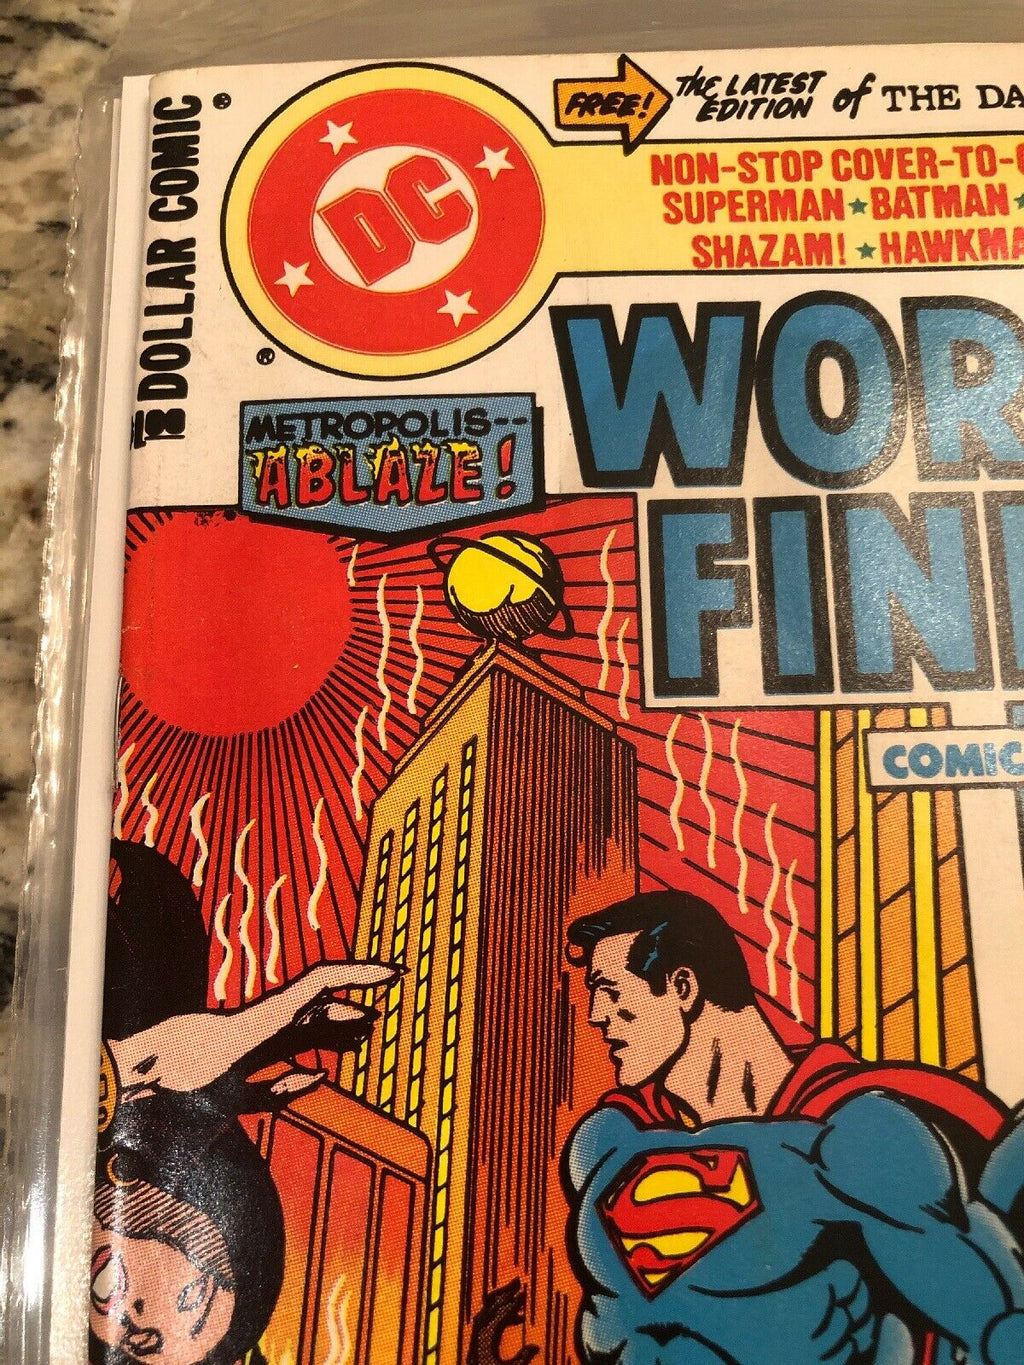 DOLLAR COMIC
®
DC
®
FREE!
THE LATEST
EDITION of THE DA
NON-STOP COVER-TO-
SUPERMAN ★ BATMAN ★
SHAZAM! ★ HAWKMA
WOR
FIN
METROPOLIS--
ABLAZE!
COMIC
S